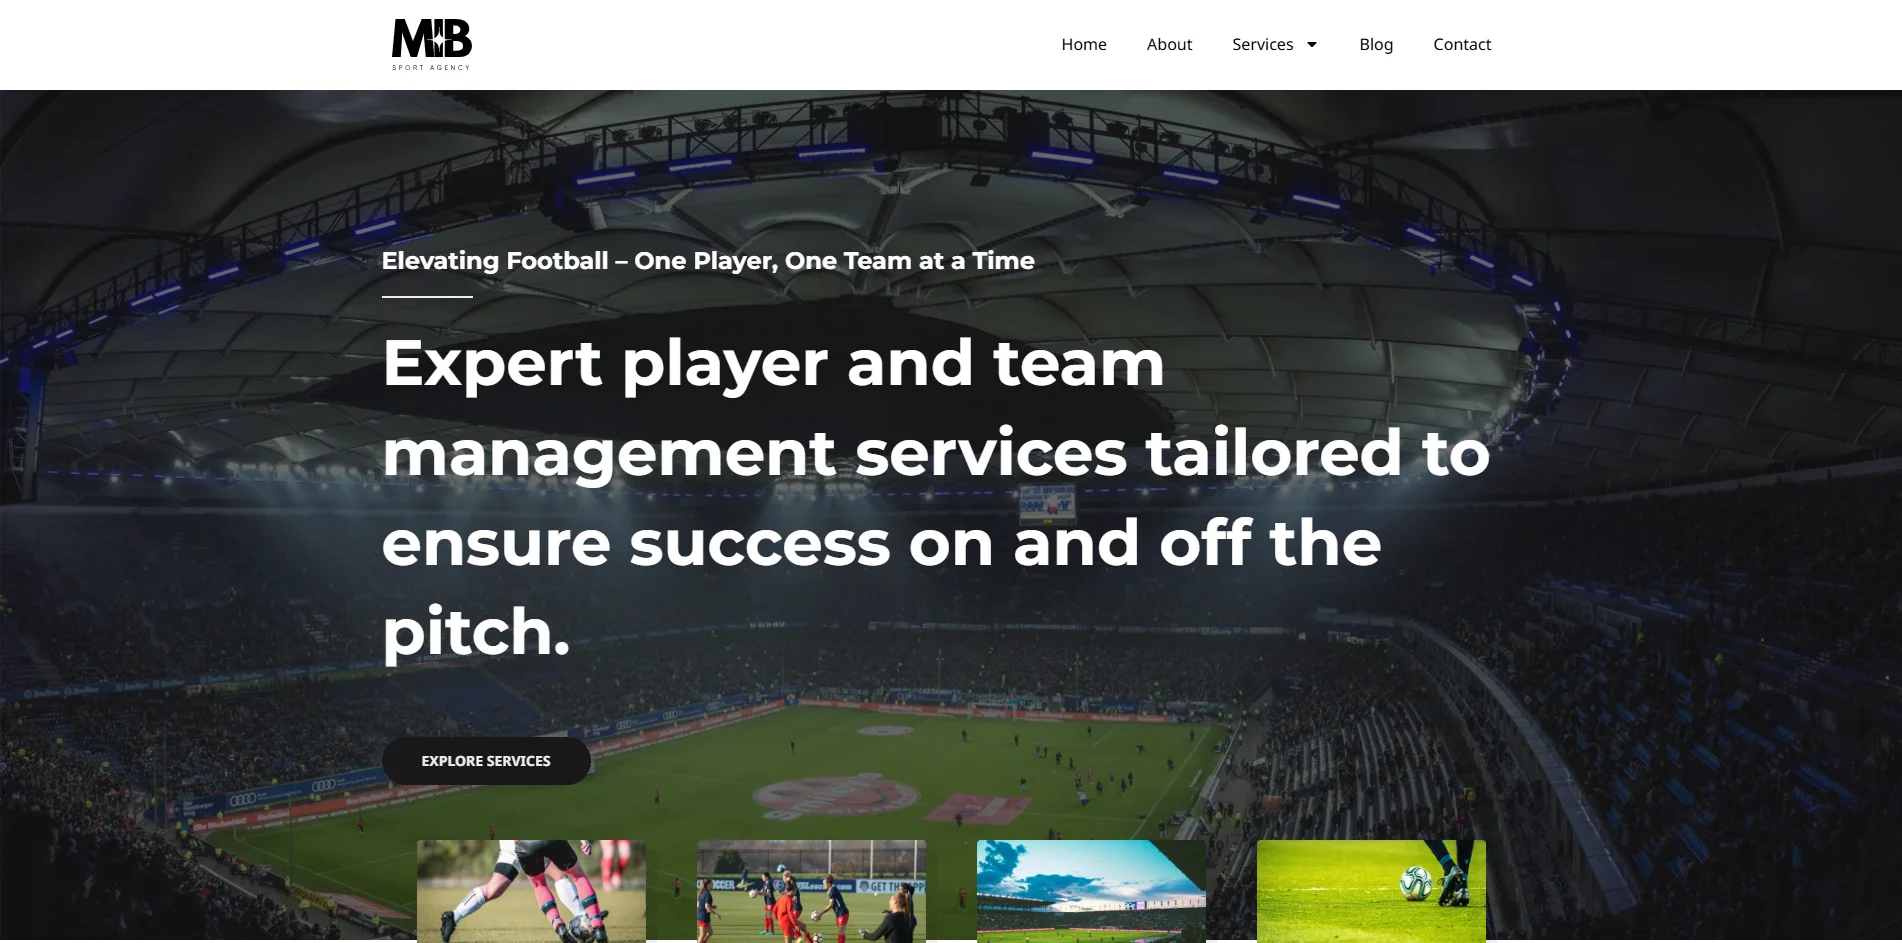 MB
SPORT AGENCY
Home
About
Services
Blog
Contact
Elevating Football – One Player, One Team at a Time
Expert player and team
management services tailored to
ensure success on and off the
pitch.
EXPLORE SERVICES